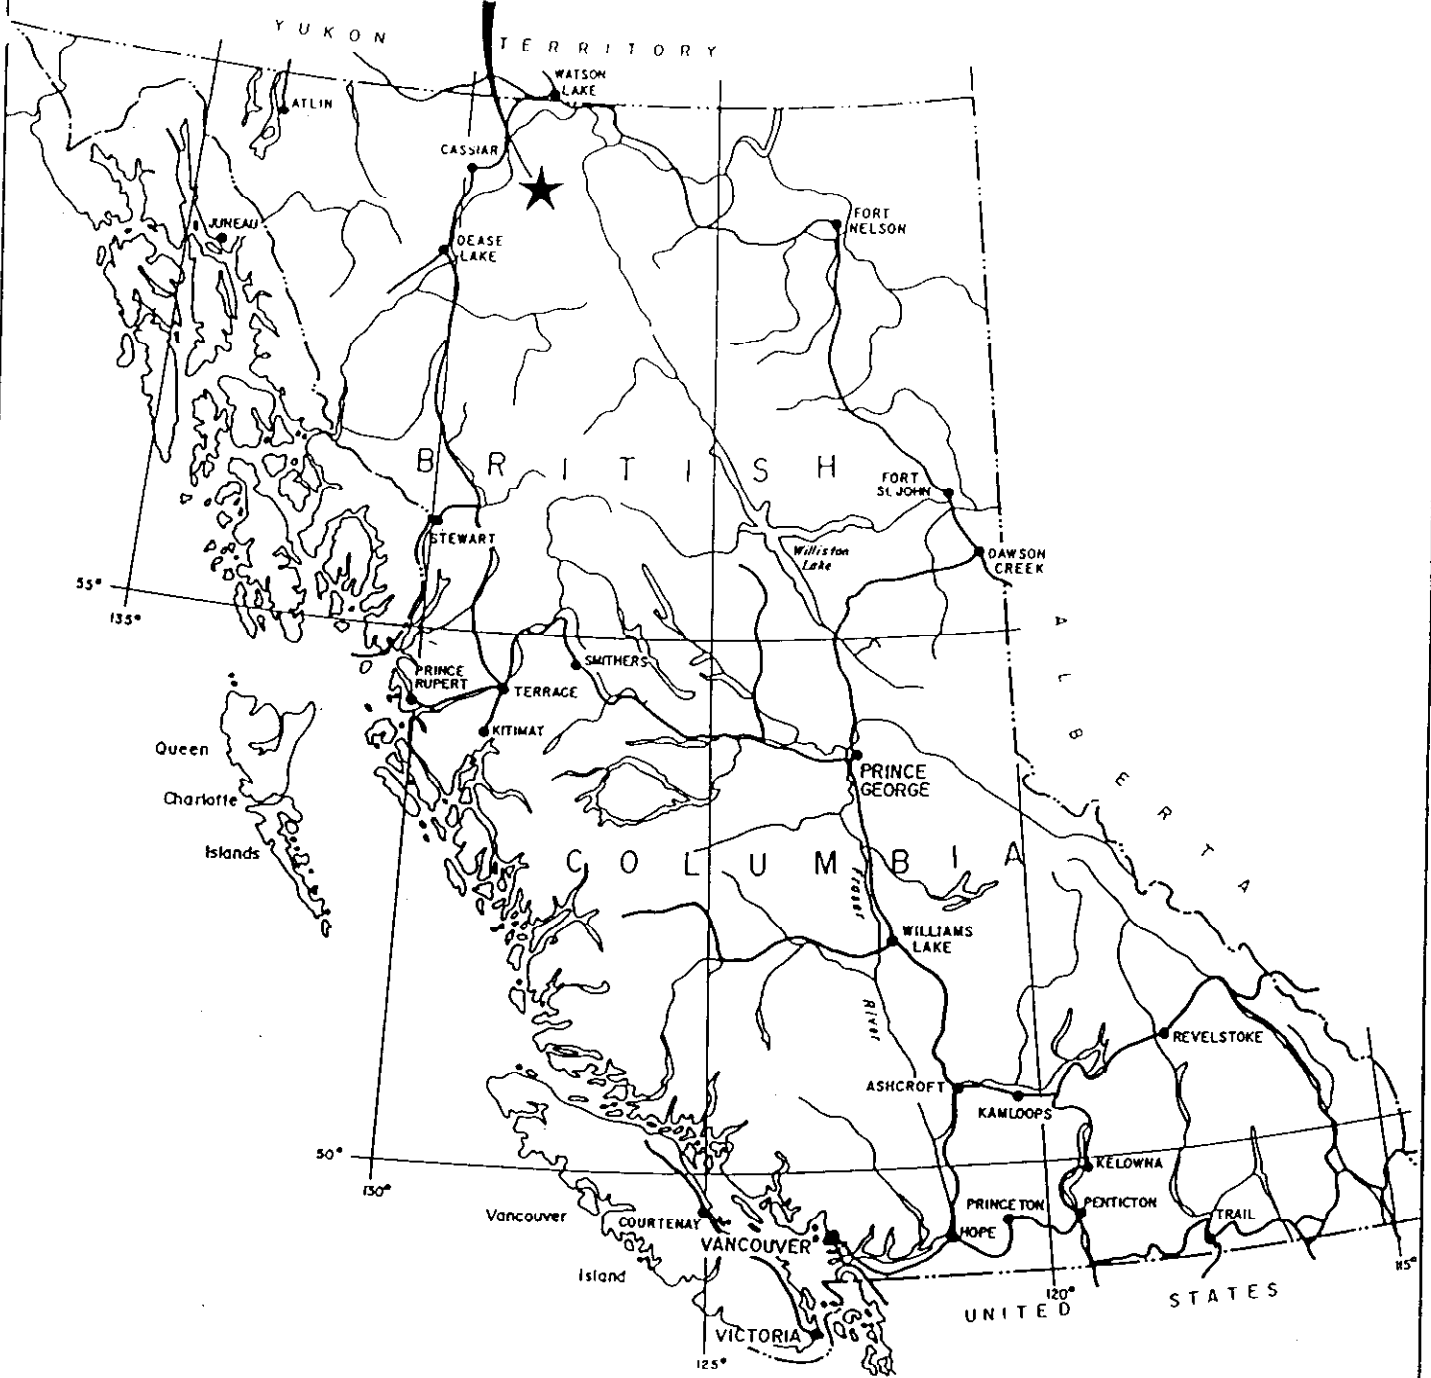 YUKON TERRITORY
WATSON
LAKE
ATLIN
CASSIAR
FORT
NELSON
JUNEAU
DEASE
LAKE
BRITISH
FORT
St. JOHN
STEWART
Williston
Lake
DAWSON
CREEK
55°
135°
ALBERTA
PRINCE
RUPERT
SMITHERS
TERRACE
KITIMAT
Queen
Charlotte
Islands
PRINCE
GEORGE
COLUMBIA
Fraser
River
WILLIAMS
LAKE
REVELSTOKE
ASHCROFT
KAMLOOPS
50°
130°
KELOWNA
PRINCETON
PENTICTON
Vancouver
Island
COURTENAY
TRAIL
HOPE
VANCOUVER
115°
120°
UNITED STATES
VICTORIA
125°